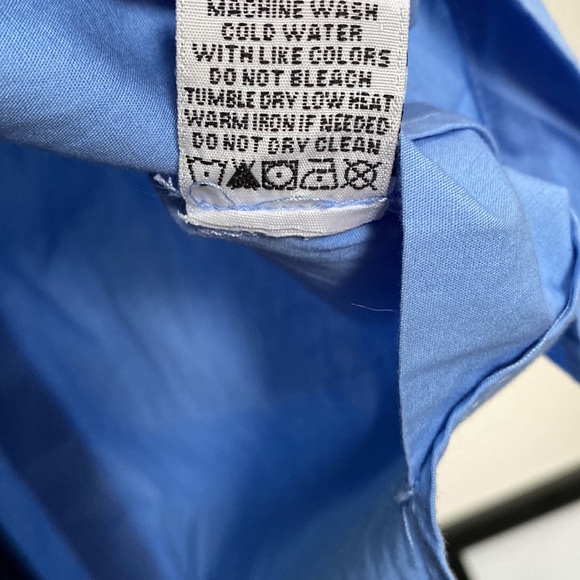 MACHINE WASH
COLD WATER
WITH LIKE COLORS
DO NOT BLEACH
TUMBLE DRY LOW HEAT
WARM IRON IF NEEDED
DO NOT DRY CLEAN